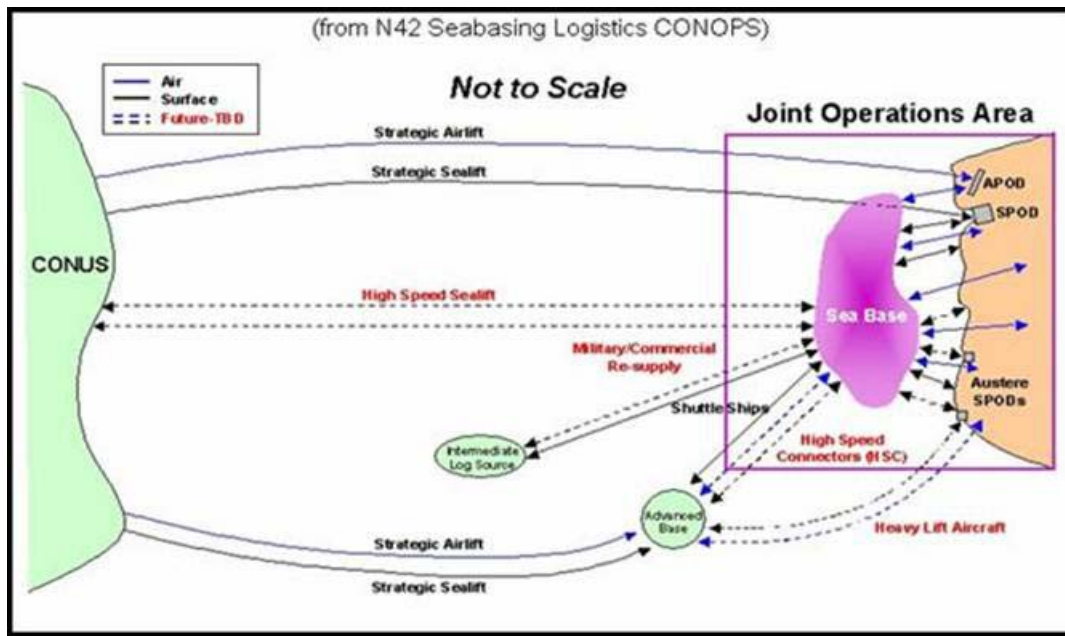 (from N42 Seabasing Logistics CONOPS)
Air
Surface
Future-TBD
Not to Scale
Joint Operations Area
Strategic Airlift
Strategic Sealift
APOD
SPOD
CONUS
High Speed Sealift
Sea Base
Military/Commercial
Re-supply
Austere
SPODs
Shuttle Ships
High Speed
Connectors (HSC)
Intermediate
Log Source
Advanced
Base
Heavy Lift Aircraft
Strategic Airlift
Strategic Sealift